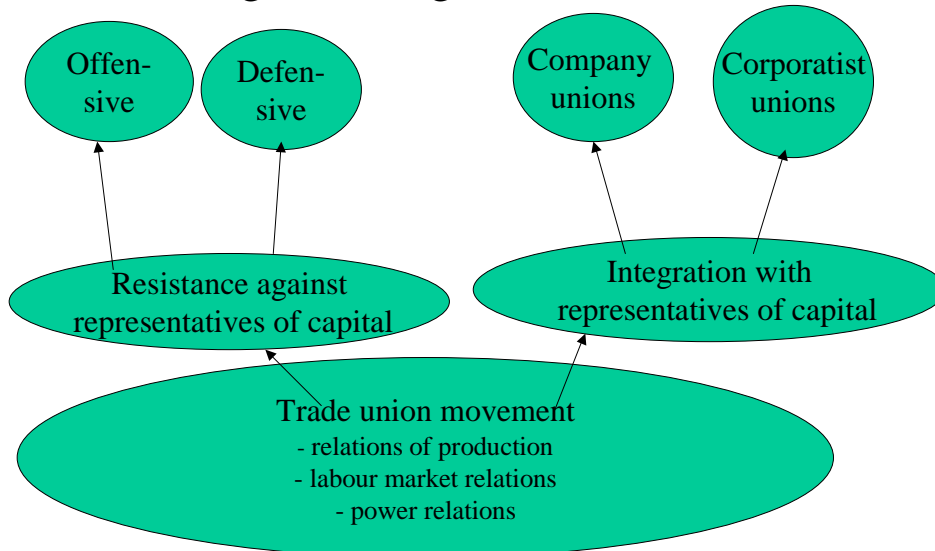 Offen-
sive
Defen-
sive
Company
unions
Corporatist
unions
Resistance against
representatives of capital
Integration with
representatives of capital
Trade union movement
- relations of production
- labour market relations
- power relations